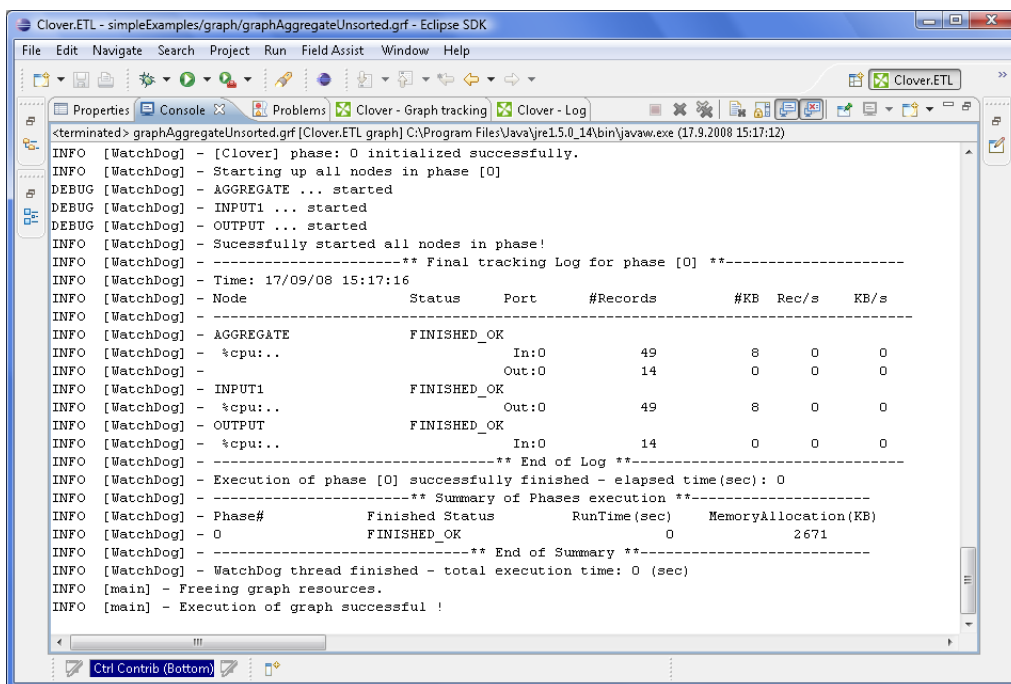 Clover.ETL - simpleExamples/graph/graphAggregateUnsorted.grf - Eclipse SDK
File Edit Navigate Search Project Run Field Assist Window Help
Clover.ETL
Properties Console Problems Clover - Graph tracking Clover - Log
<terminated> graphAggregateUnsorted.grf [Clover.ETL graph] C:\Program Files\Java\jre1.5.0_14\bin\javaw.exe (17.9.2008 15:17:12)
INFO [WatchDog] - [Clover] phase: 0 initialized successfully.
INFO [WatchDog] - Starting up all nodes in phase [0]
DEBUG [WatchDog] - AGGREGATE ... started
DEBUG [WatchDog] - INPUT1 ... started
DEBUG [WatchDog] - OUTPUT ... started
INFO [WatchDog] - Sucessfully started all nodes in phase!
INFO [WatchDog] - ----------------------** Final tracking Log for phase [0] **---------------------
INFO [WatchDog] - Time: 17/09/08 15:17:16
INFO [WatchDog] - Node Status Port #Records #KB Rec/s KB/s
INFO [WatchDog] - ----------------------------------------------------------------------------------
INFO [WatchDog] - AGGREGATE FINISHED_OK
INFO [WatchDog] - %cpu:.. In:0 49 8 0 0
INFO [WatchDog] - Out:0 14 0 0 0
INFO [WatchDog] - INPUT1 FINISHED_OK
INFO [WatchDog] - %cpu:.. Out:0 49 8 0 0
INFO [WatchDog] - OUTPUT FINISHED_OK
INFO [WatchDog] - %cpu:.. In:0 14 0 0 0
INFO [WatchDog] - ---------------------------------** End of Log **--------------------------------
INFO [WatchDog] - Execution of phase [0] successfully finished - elapsed time(sec): 0
INFO [WatchDog] - -----------------------** Summary of Phases execution **---------------------
INFO [WatchDog] - Phase# Finished Status RunTime(sec) MemoryAllocation(KB)
INFO [WatchDog] - 0 FINISHED_OK 0 2671
INFO [WatchDog] - ------------------------------** End of Summary **---------------------------
INFO [WatchDog] - WatchDog thread finished - total execution time: 0 (sec)
INFO [main] - Freeing graph resources.
INFO [main] - Execution of graph successful !
Ctrl Contrib (Bottom)